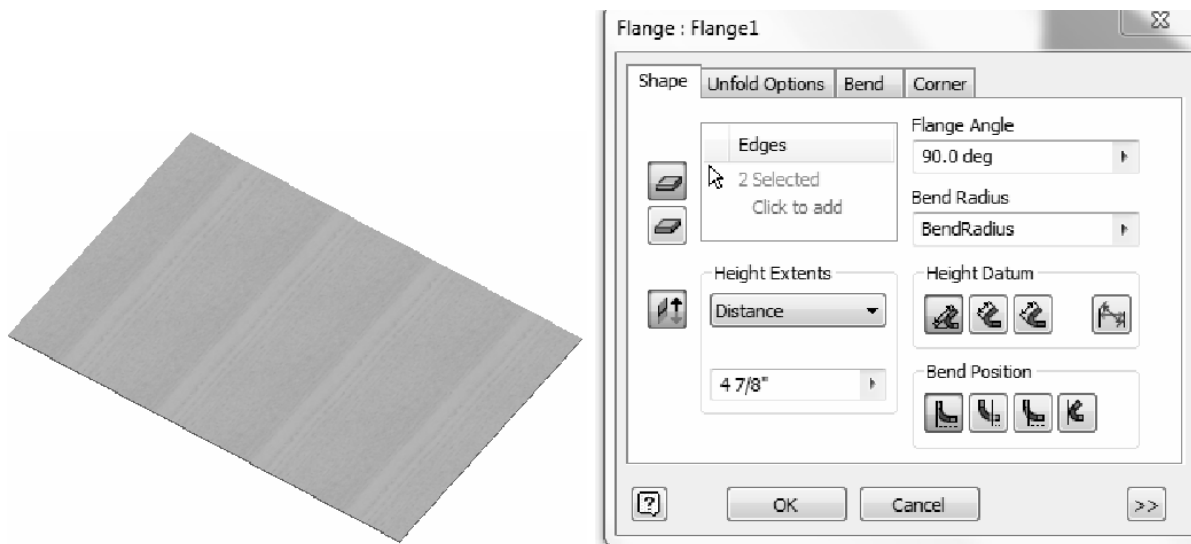 Flange : Flange1
Shape
Unfold Options
Bend
Corner
Edges
2 Selected
Click to add
Flange Angle
90.0 deg
Bend Radius
BendRadius
Height Extents
Distance
4 7/8"
Height Datum
Bend Position
OK
Cancel
>>